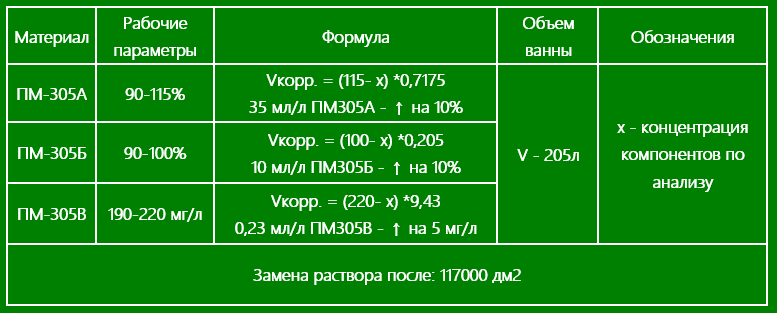 Материал
Рабочие
параметры
Формула
Объем
ванны
Обозначения
ПМ-305А
90-115%
Vкорр. = (115- x) *0,7175
35 мл/л ПМ305А - ↑ на 10%
ПМ-305Б
90-100%
Vкорр. = (100- x) *0,205
10 мл/л ПМ305Б - ↑ на 10%
ПМ-305В
190-220 мг/л
Vкорр. = (220- x) *9,43
0,23 мл/л ПМ305В - ↑ на 5 мг/л
V - 205л
x - концентрация
компонентов по
анализу
Замена раствора после: 117000 дм2